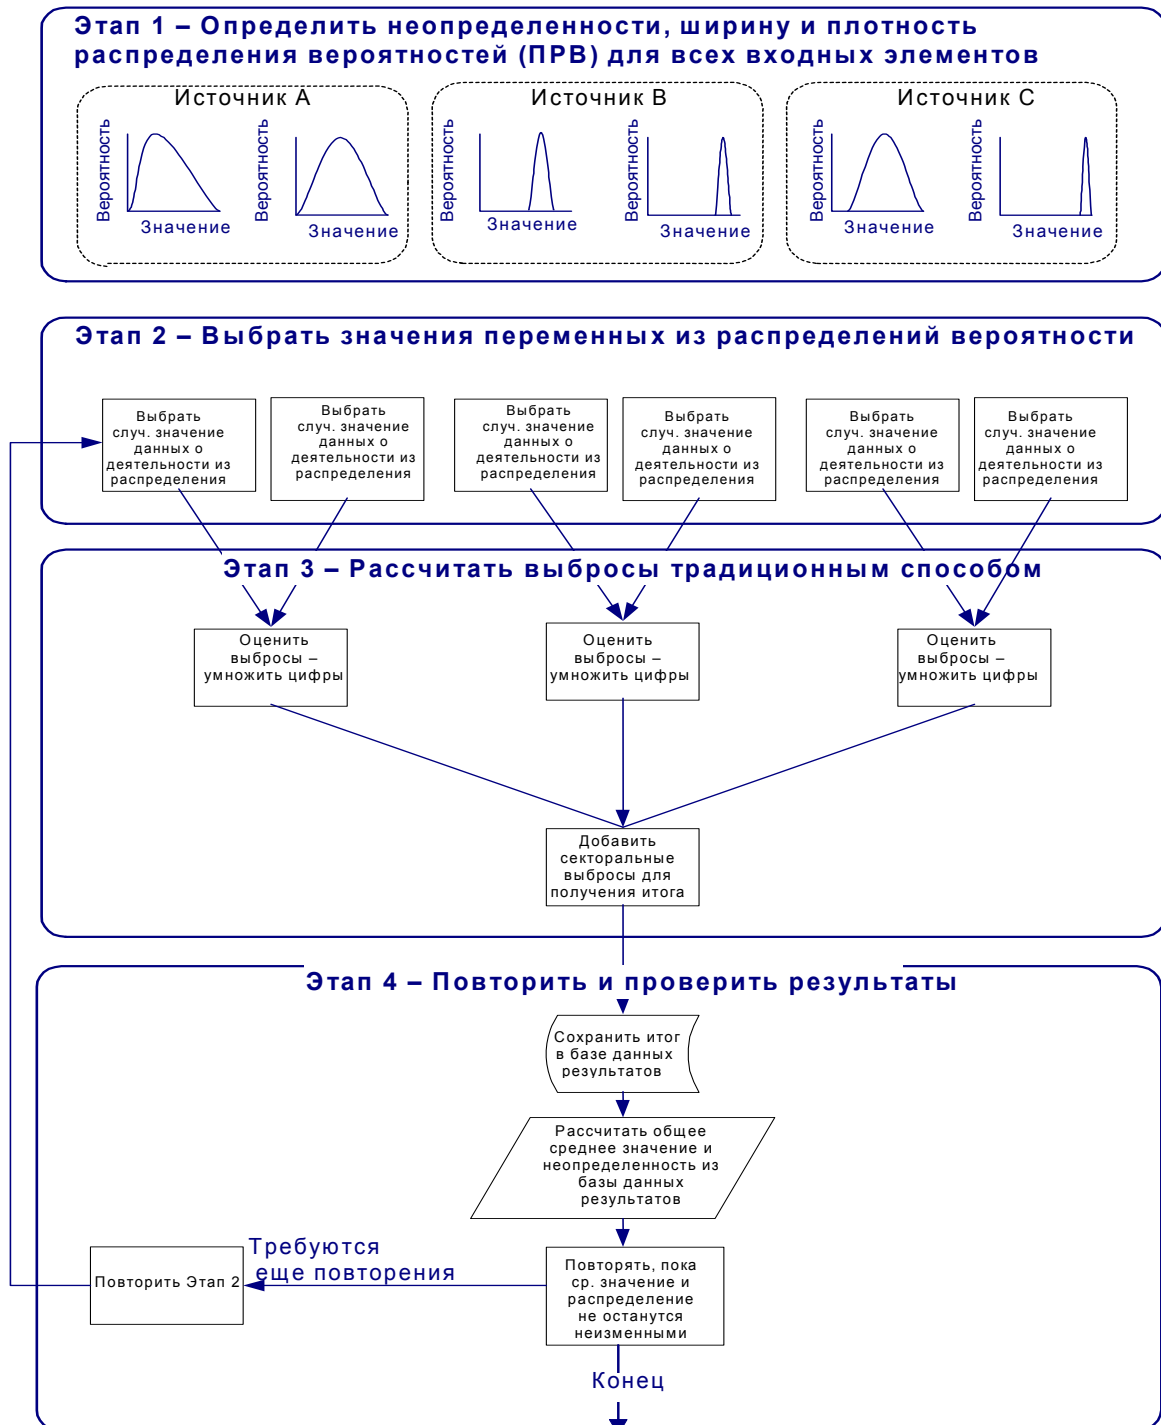 Этап 1 – Определить неопределенности, ширину и плотность
распределения вероятностей (ПРВ) для всех входных элементов
Источник A
Вероятность
Значение
Вероятность
Значение
Источник B
Вероятность
Значение
Вероятность
Значение
Источник C
Вероятность
Значение
Вероятность
Значение
Этап 2 – Выбрать значения переменных из распределений вероятности
Выбрать
случ. значение
данных о
деятельности из
распределения
Выбрать
случ. значение
данных о
деятельности из
распределения
Выбрать
случ. значение
данных о
деятельности из
распределения
Выбрать
случ. значение
данных о
деятельности из
распределения
Выбрать
случ. значение
данных о
деятельности из
распределения
Выбрать
случ. значение
данных о
деятельности из
распределения
Этап 3 – Рассчитать выбросы традиционным способом
Оценить
выбросы –
умножить цифры
Оценить
выбросы –
умножить цифры
Оценить
выбросы –
умножить цифры
Добавить
секторальные
выбросы для
получения итога
Этап 4 – Повторить и проверить результаты
Сохранить итог
в базе данных
результатов
Рассчитать общее
среднее значение и
неопределенность из
базы данных
результатов
Повторять, пока
ср. значение и
распределение
не останутся
неизменными
Требуются
еще повторения
Повторить Этап 2
Конец